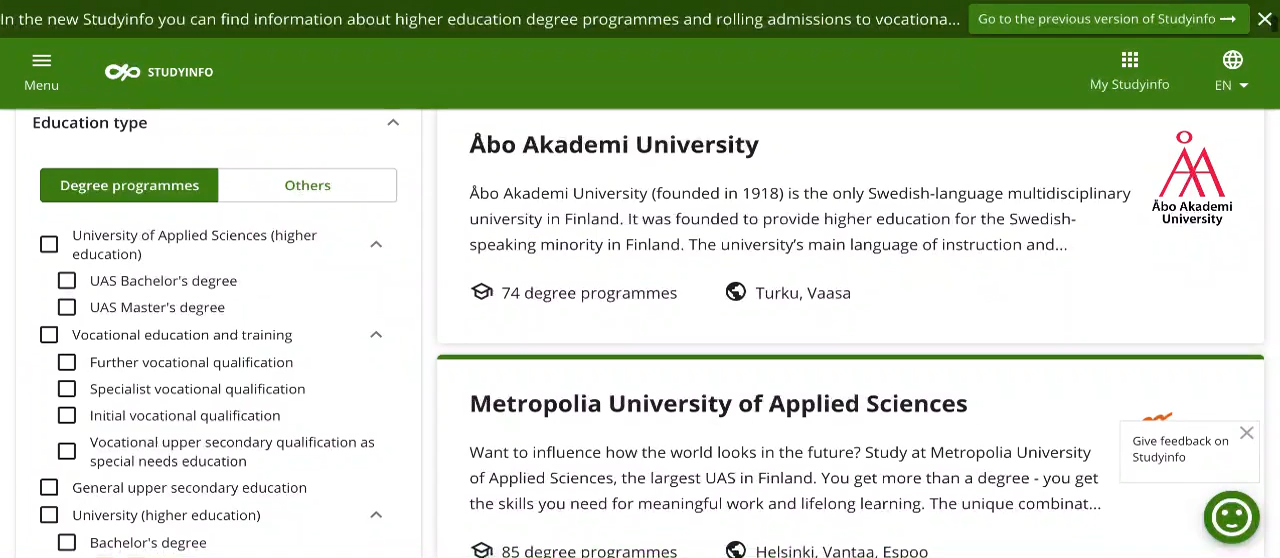 In the new Studyinfo you can find information about higher education degree programmes and rolling admissions to vocationa...
Go to the previous version of Studyinfo
Menu
STUDYINFO
My Studyinfo
EN
Education type
Degree programmes
Others
University of Applied Sciences (higher
education)
UAS Bachelor's degree
UAS Master's degree
Vocational education and training
Further vocational qualification
Specialist vocational qualification
Initial vocational qualification
Vocational upper secondary qualification as
special needs education
General upper secondary education
University (higher education)
Bachelor's degree
Åbo Akademi University
Åbo Akademi University (founded in 1918) is the only Swedish-language multidisciplinary
university in Finland. It was founded to provide higher education for the Swedish-
speaking minority in Finland. The university's main language of instruction and...
74 degree programmes
Turku, Vaasa
Åbo Akademi
University
Metropolia University of Applied Sciences
Want to influence how the world looks in the future? Study at Metropolia University
of Applied Sciences, the largest UAS in Finland. You get more than a degree - you get
the skills you need for meaningful work and lifelong learning. The unique combinat...
85 degree programmes
Helsinki, Vantaa, Espoo
Give feedback on
Studyinfo